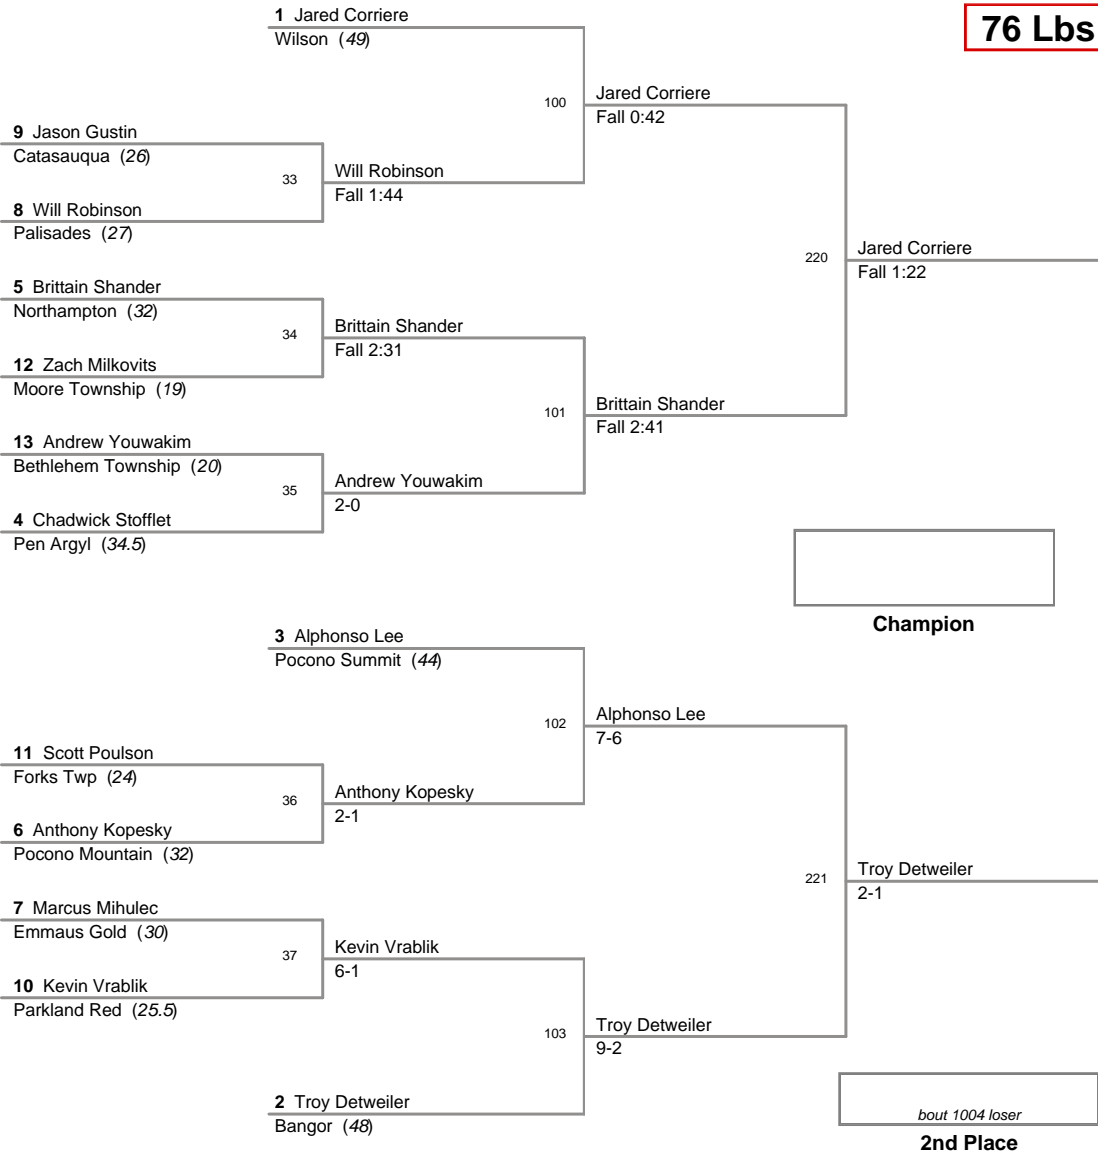 1 Jared Corriere
76 Lbs
Wilson (49)
Jared Corriere
100
Fall 0:42
9 Jason Gustin
Catasauqua (26)
Will Robinson
33
Fall 1:44
8 Will Robinson
Palisades (27)
Jared Corriere
220
Fall 1:22
5 Brittain Shander
Northampton (32)
Brittain Shander
34
Fall 2:31
12 Zach Milkovits
Moore Township (19)
Brittain Shander
101
Fall 2:41
13 Andrew Youwakim
Bethlehem Township (20)
Andrew Youwakim
35
2-0
4 Chadwick Stofflet
Pen Argyl (34.5)
Champion
3 Alphonso Lee
Pocono Summit (44)
Alphonso Lee
102
7-6
11 Scott Poulson
Forks Twp (24)
Anthony Kopesky
36
2-1
6 Anthony Kopesky
Pocono Mountain (32)
Troy Detweiler
221
2-1
7 Marcus Mihulec
Emmaus Gold (30)
Kevin Vrablik
37
6-1
10 Kevin Vrablik
Parkland Red (25.5)
Troy Detweiler
103
9-2
2 Troy Detweiler
Bangor (48)
bout 1004 loser
2nd Place